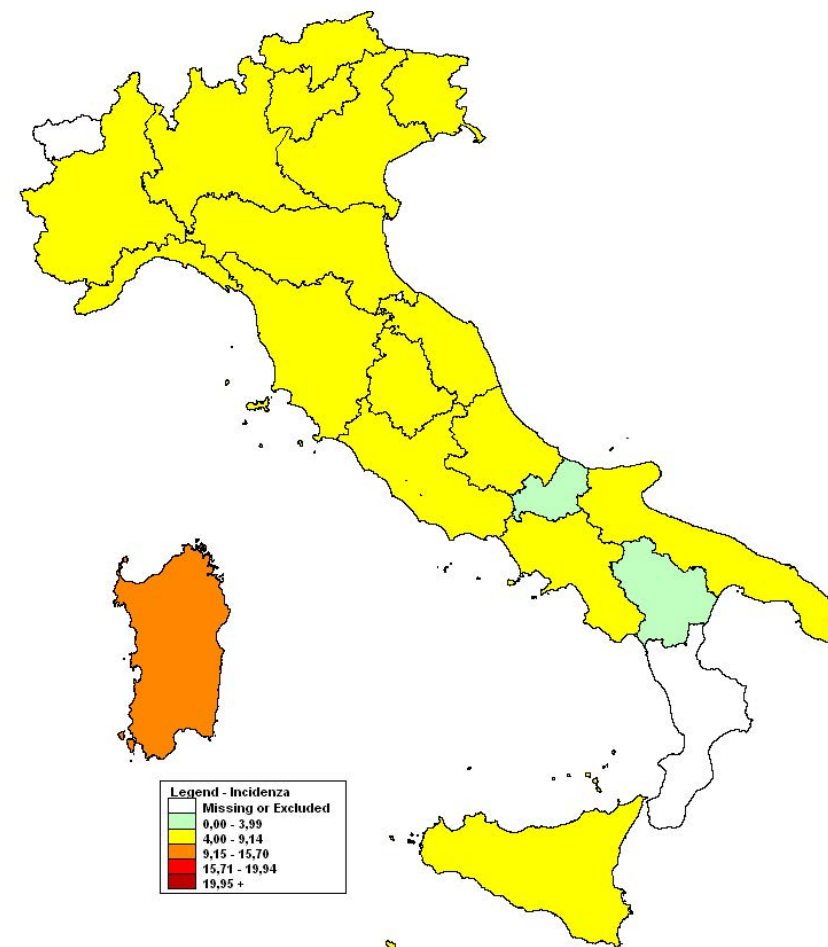 Legend - Incidenza
Missing or Excluded
0,00 - 3,99
4,00 - 9,14
9,15 - 15,70
15,71 - 19,94
19,95 +